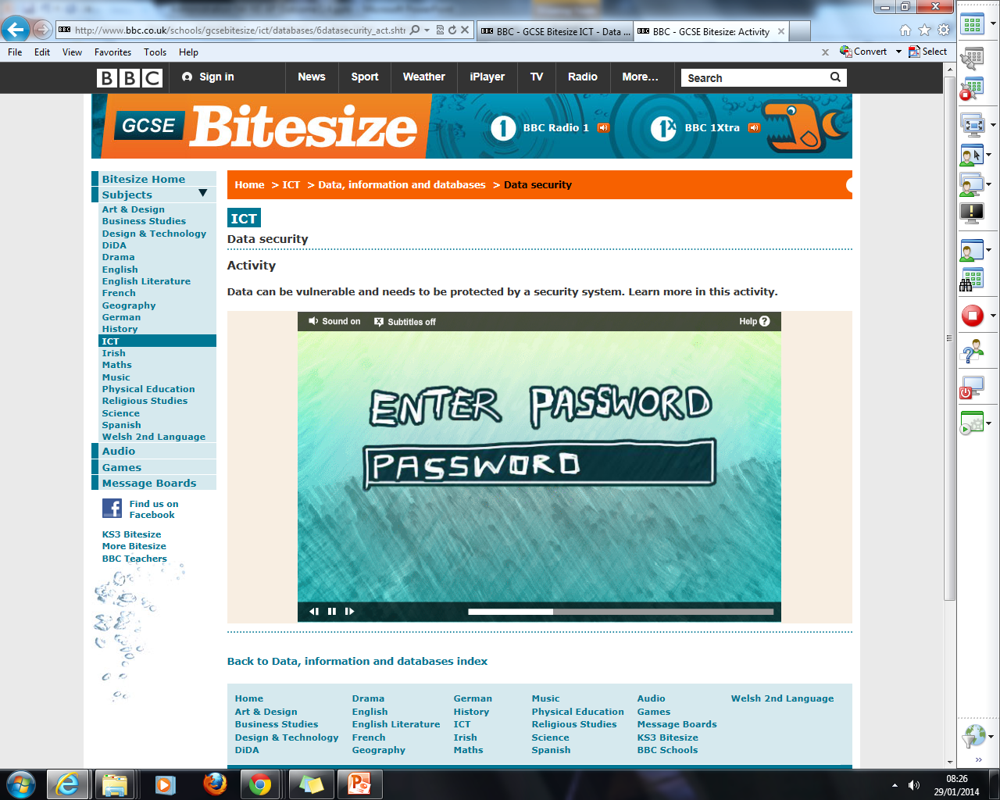 http://www.bbc.co.uk/schools/gcsebitesize/ict/databases/6datasecurity_act.shtr
BBC - GCSE Bitesize ICT - Data ...
BBC - GCSE Bitesize: Activity
File Edit View Favorites Tools Help
Convert Select
BBC Sign in News Sport Weather iPlayer TV Radio More... Search
GCSE Bitesize
1 BBC Radio 1
1X BBC 1Xtra
Bitesize Home
Subjects
Art & Design
Business Studies
Design & Technology
DiDA
Drama
English
English Literature
French
Geography
German
History
ICT
Irish
Maths
Music
Physical Education
Religious Studies
Science
Spanish
Welsh 2nd Language
Audio
Games
Message Boards
Find us on
Facebook
KS3 Bitesize
More Bitesize
BBC Teachers
Home > ICT > Data, information and databases > Data security
ICT
Data security
Activity
Data can be vulnerable and needs to be protected by a security system. Learn more in this activity.
Sound on Subtitles off Help ?
ENTER PASSWORD
PASSWORD
Back to Data, information and databases index
Home Drama German Music Audio Welsh 2nd Language
Art & Design English History Physical Education Games
Business Studies English Literature ICT Religious Studies Message Boards
Design & Technology French Irish Science KS3 Bitesize
DiDA Geography Maths Spanish BBC Schools
08:26
29/01/2014